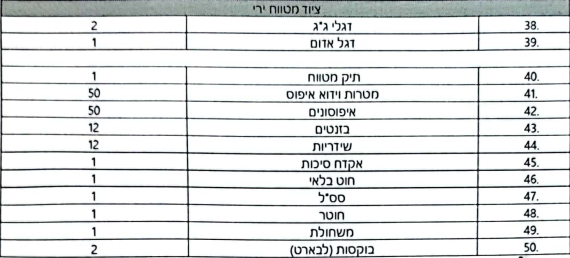 ציוד מטווח ירי
38. דגלי ג"ג 2
39. דגל אדום 1
40. תיק מטווח 1
41. מטרות וידוא איפוס 50
42. איפוסונים 50
43. בזנטים 12
44. שידריות 12
45. אקדח סיכות 1
46. חוט בלאי 1
47. סס"ל 1
48. חוטר 1
49. משחולת 1
50. בוקסות (לבארט) 2